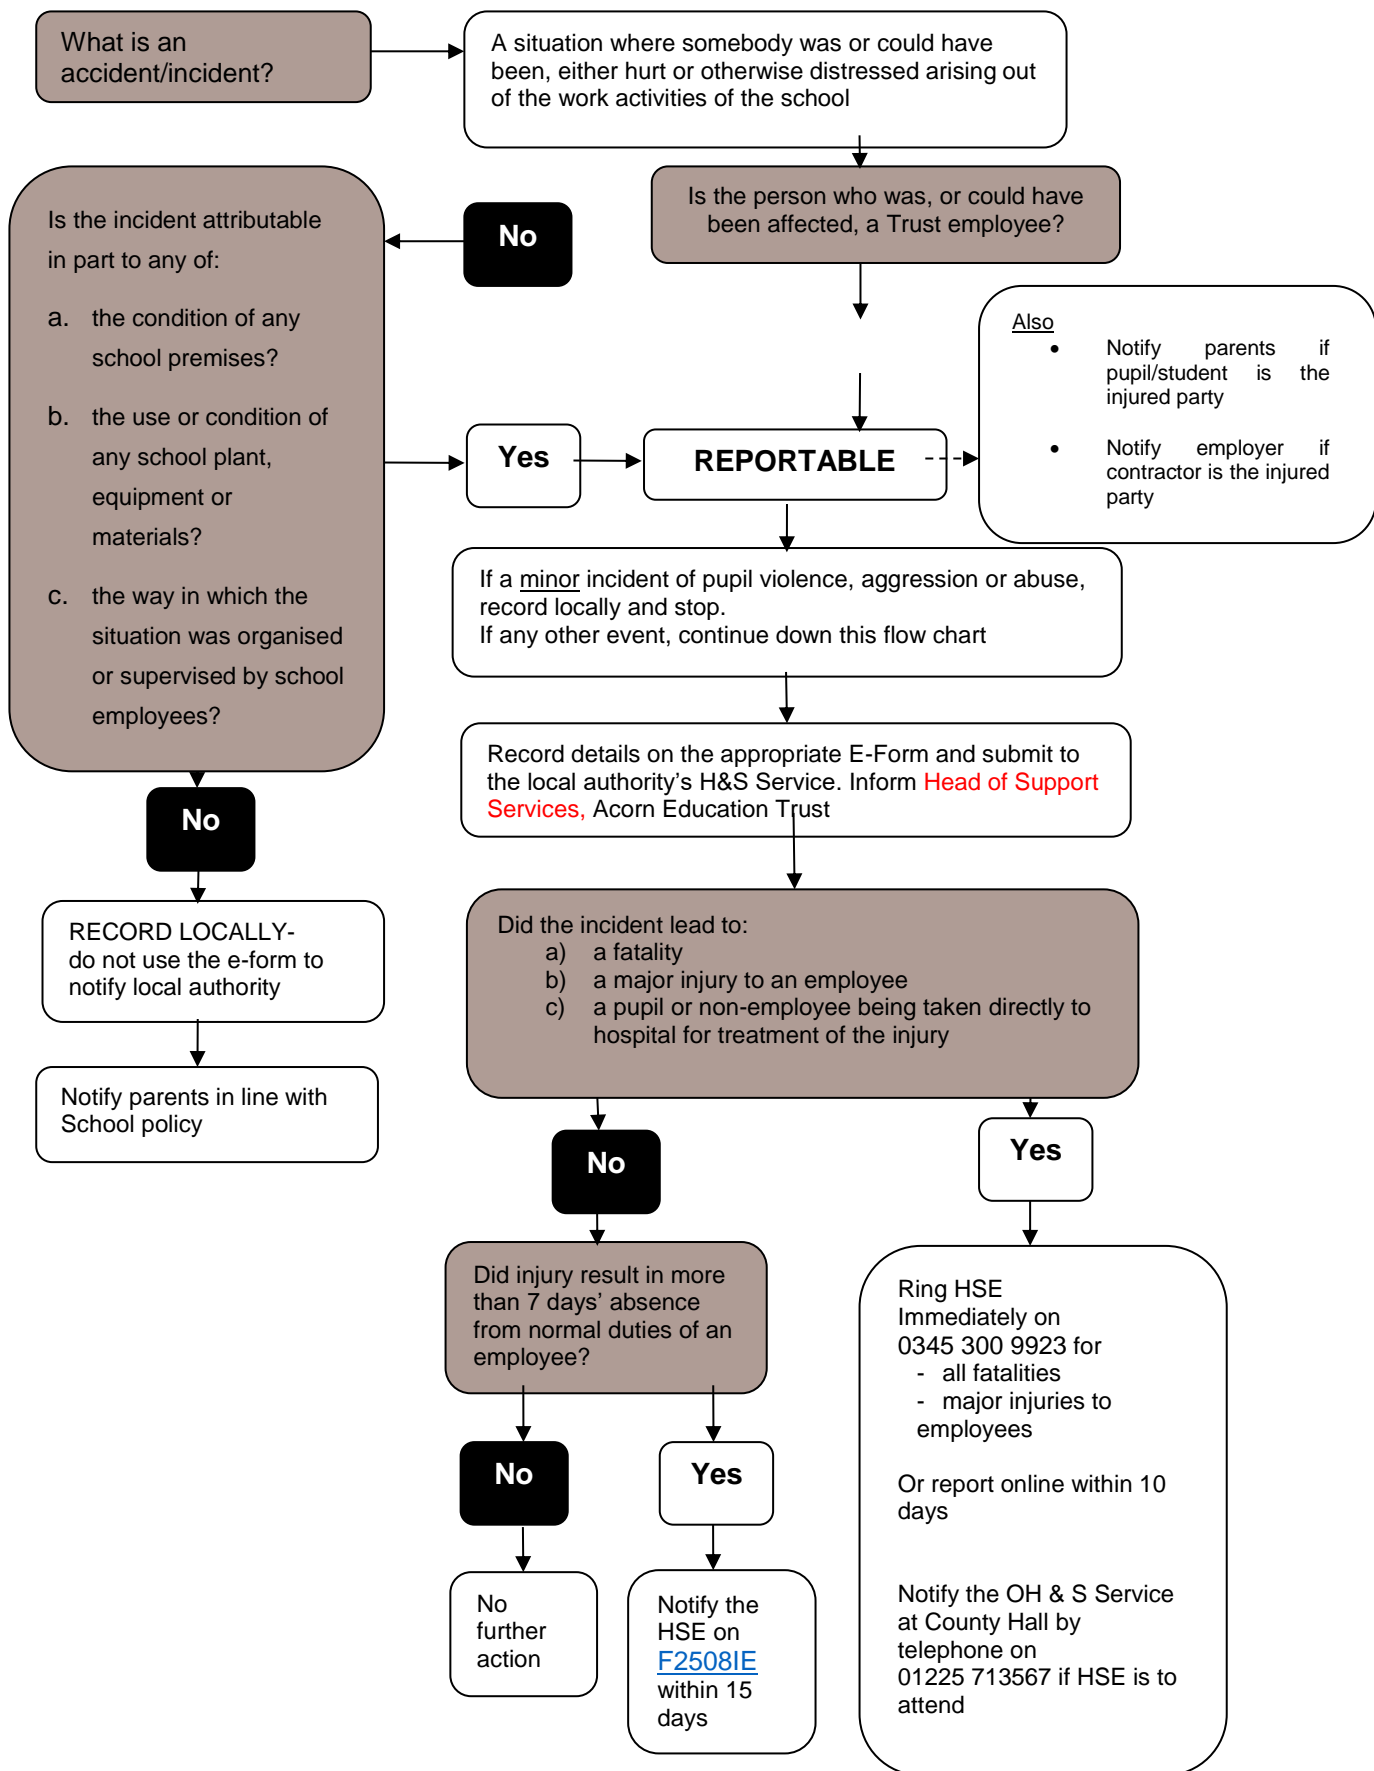 What is an
accident/incident?
A situation where somebody was or could have
been, either hurt or otherwise distressed arising out
of the work activities of the school
Is the person who was, or could have
been affected, a Trust employee?
No
Is the incident attributable
in part to any of:
a. the condition of any
school premises?
b. the use or condition of
any school plant,
equipment or
materials?
c. the way in which the
situation was organised
or supervised by school
employees?
Yes
REPORTABLE
Also
• Notify parents if
pupil/student is the
injured party
• Notify employer if
contractor is the injured
party
If a minor incident of pupil violence, aggression or abuse,
record locally and stop.
If any other event, continue down this flow chart
Record details on the appropriate E-Form and submit to
the local authority’s H&S Service. Inform Head of Support
Services, Acorn Education Trust
No
RECORD LOCALLY-
do not use the e-form to
notify local authority
Notify parents in line with
School policy
Did the incident lead to:
a) a fatality
b) a major injury to an employee
c) a pupil or non-employee being taken directly to
hospital for treatment of the injury
No
Yes
Did injury result in more
than 7 days’ absence
from normal duties of an
employee?
No
Yes
No
further
action
Notify the
HSE on
F2508IE
within 15
days
Ring HSE
Immediately on
0345 300 9923 for
- all fatalities
- major injuries to
employees
Or report online within 10
days
Notify the OH & S Service
at County Hall by
telephone on
01225 713567 if HSE is to
attend